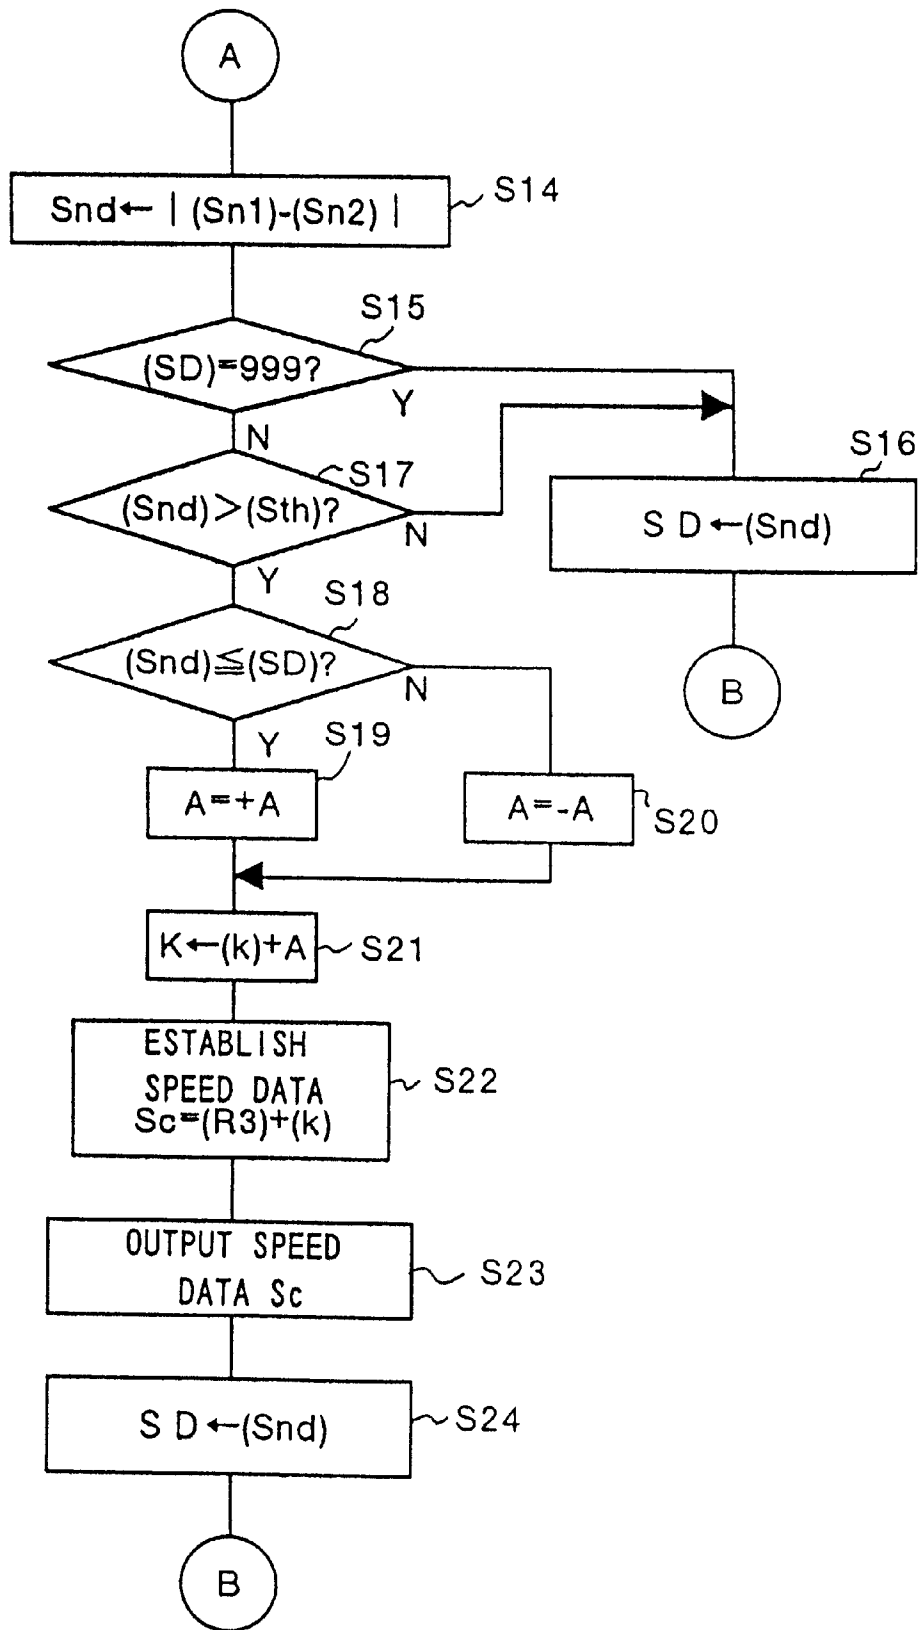 A
Snd←|(Sn1)-(Sn2)|
S14
S15
(SD)=999?
Y
N
S16
S17
(Snd)>(Sth)?
N
S D←(Snd)
Y
S18
(Snd)≦(SD)?
N
B
Y
S19
A=+A
A=-A
S20
K←(k)+A
S21
ESTABLISH
SPEED DATA
Sc=(R3)+(k)
S22
OUTPUT SPEED
DATA Sc
S23
S D←(Snd)
S24
B